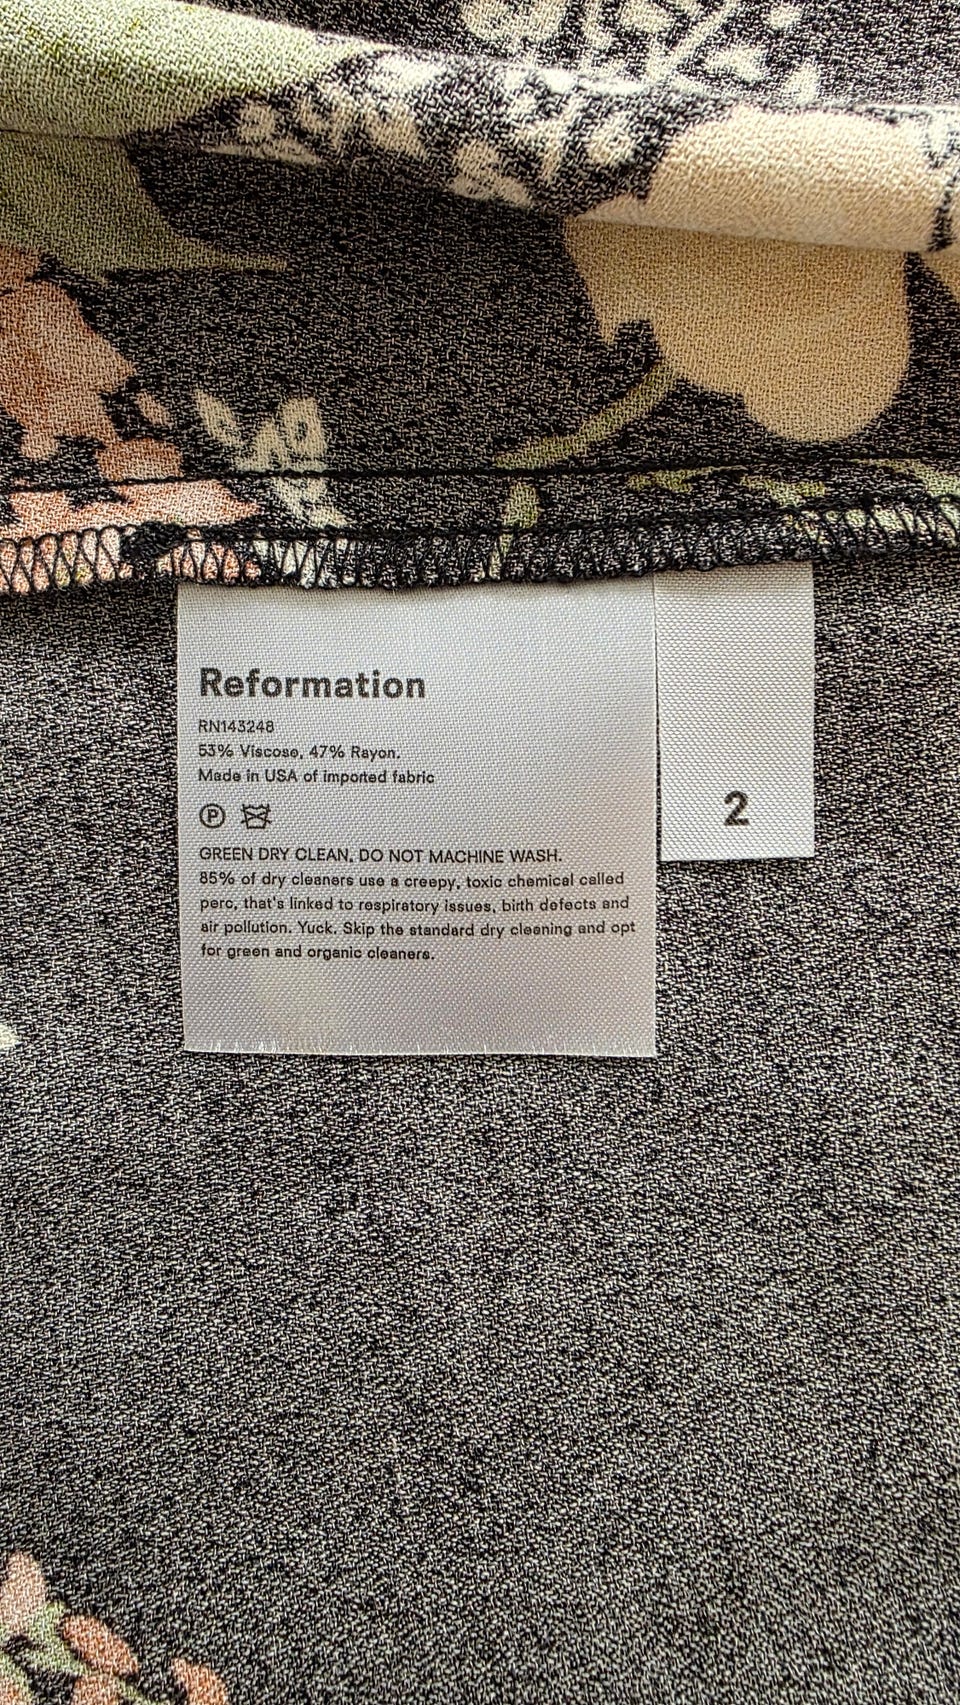 Reformation
RN143248
53% Viscose, 47% Rayon.
Made in USA of imported fabric
P
GREEN DRY CLEAN, DO NOT MACHINE WASH.
85% of dry cleaners use a creepy, toxic chemical called
perc, that's linked to respiratory issues, birth defects and
air pollution. Yuck. Skip the standard dry cleaning and opt
for green and organic cleaners.
2